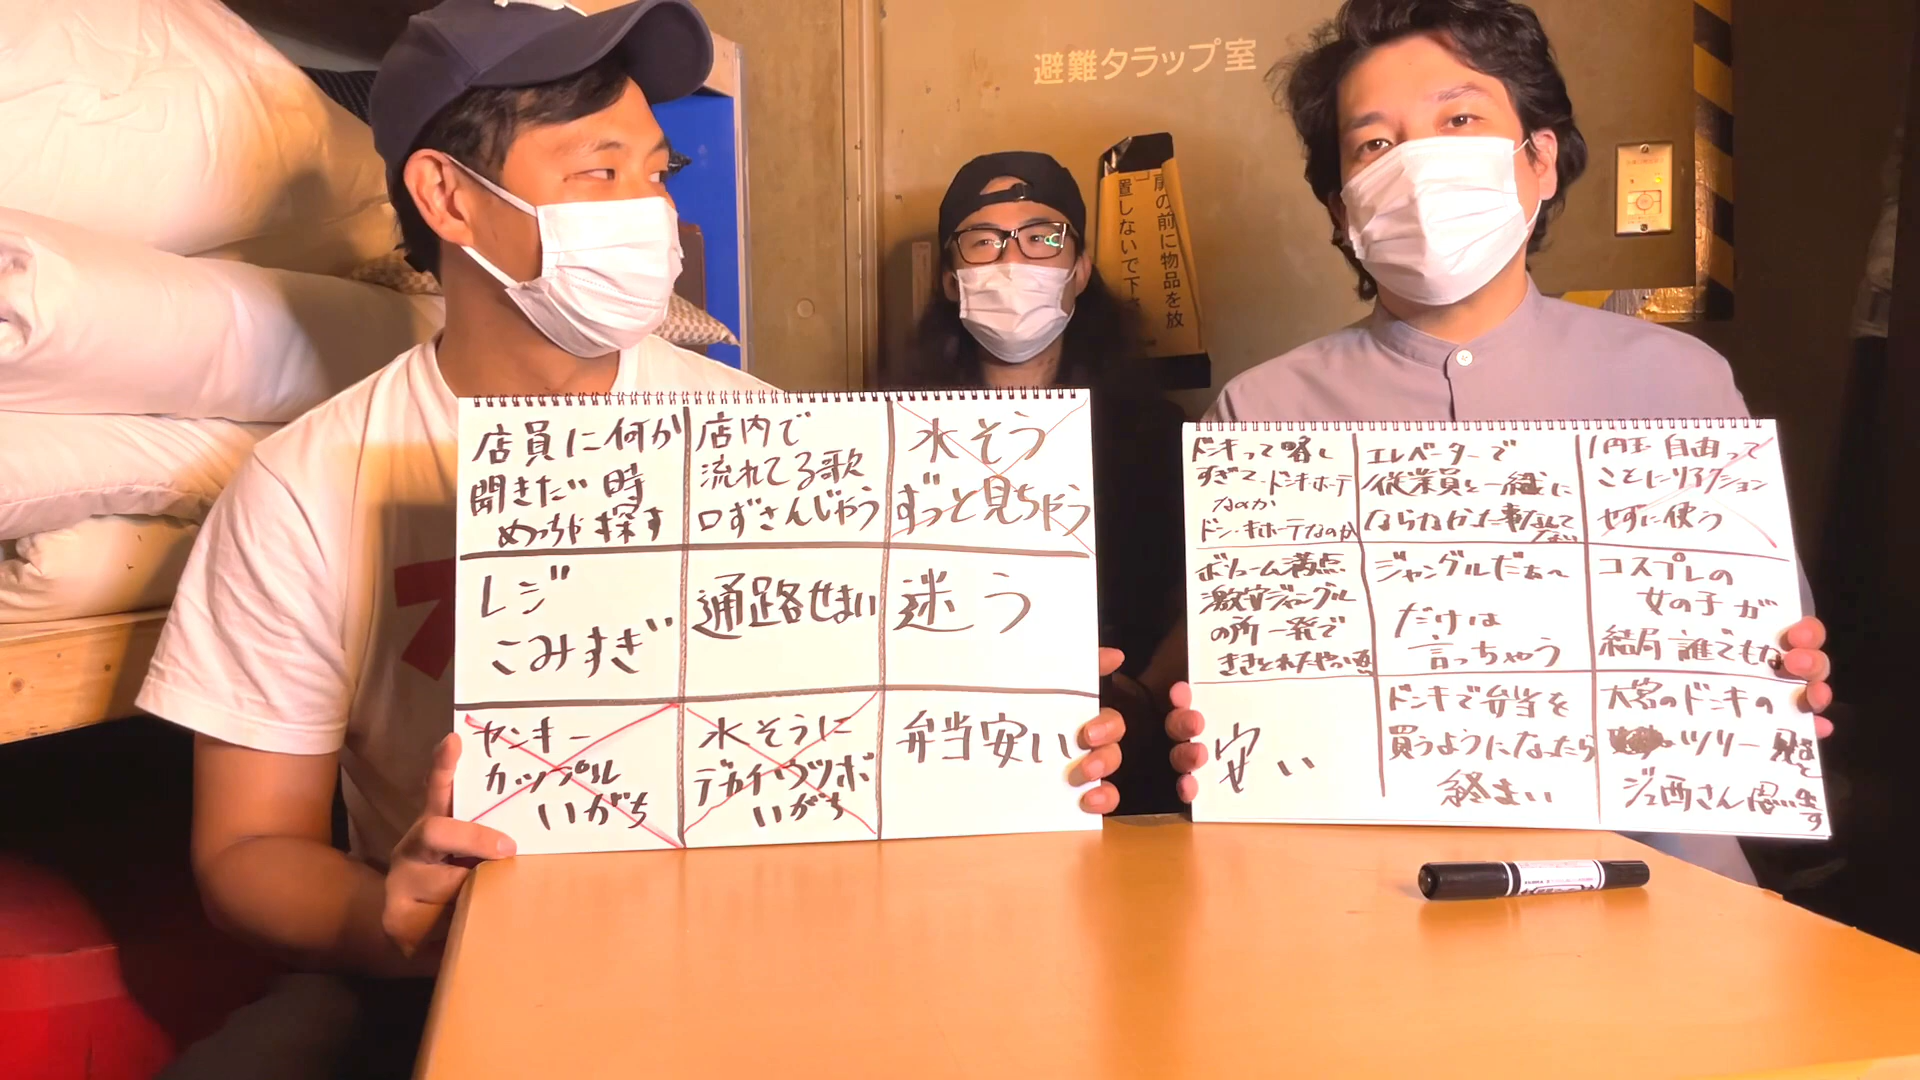 避難タラップ室
扉の前に物品を放
置しないで下
店員に何か
聞きたい時
めっちゃ探す
店内で
流れてる歌
口ずさんじゃう
水そう
ずっと見ちゃう
レジ
こみすぎ
通路せまい
迷う
ヤンキー
カップル
いがち
水そうに
デカイウツボ
いがち
弁当安い
ドンキって略し
すぎて、ドンキホーテ
なのか
ドン・キホーテなのか
エレベーターで
従業員と一緒に
ならなかった事なんて
ない
1円玉 自由って
ことにリアクション
せずに使う
ボリューム満点
激安ジャングル
の所一発で
ききとれたやつ
ジャングルだぁ〜
だけは
言っちゃう
コスプレの
女の子が
結局誰でもな
安い
ドンキで弁当を
買うようになったら
終まい
大宮のドンキの
ツリー見ると
ジュ西さん思い出す